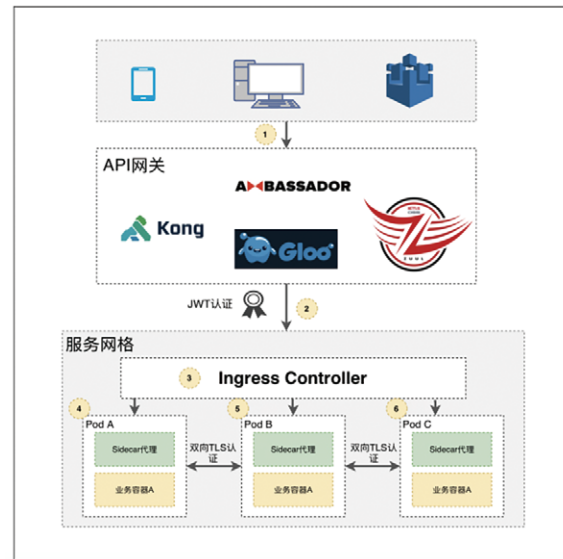 1
API网关
AMBASSADOR
Kong
Gloo
ZUUL
JWT认证
2
服务网格
3
Ingress Controller
4
5
6
Pod A
Pod B
Pod C
Sidecar代理
双向TLS认
证
Sidecar代理
双向TLS认
证
Sidecar代理
业务容器A
业务容器A
业务容器A